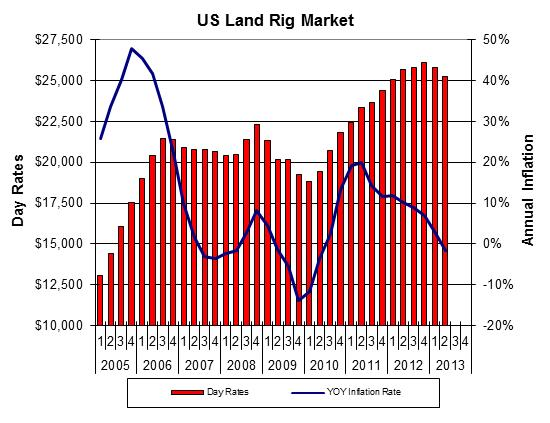 US Land Rig Market
$27,500 50%
$25,000 40%
$22,500 30%
$20,000 20%
$17,500 10%
$15,000 0%
$12,500 -10%
$10,000 -20%
Day Rates
Annual Inflation
1 2 3 4 1 2 3 4 1 2 3 4 1 2 3 4 1 2 3 4 1 2 3 4 1 2 3 4 1 2 3 4 1 2 3 4
2005 2006 2007 2008 2009 2010 2011 2012 2013
Day Rates YOY Inflation Rate